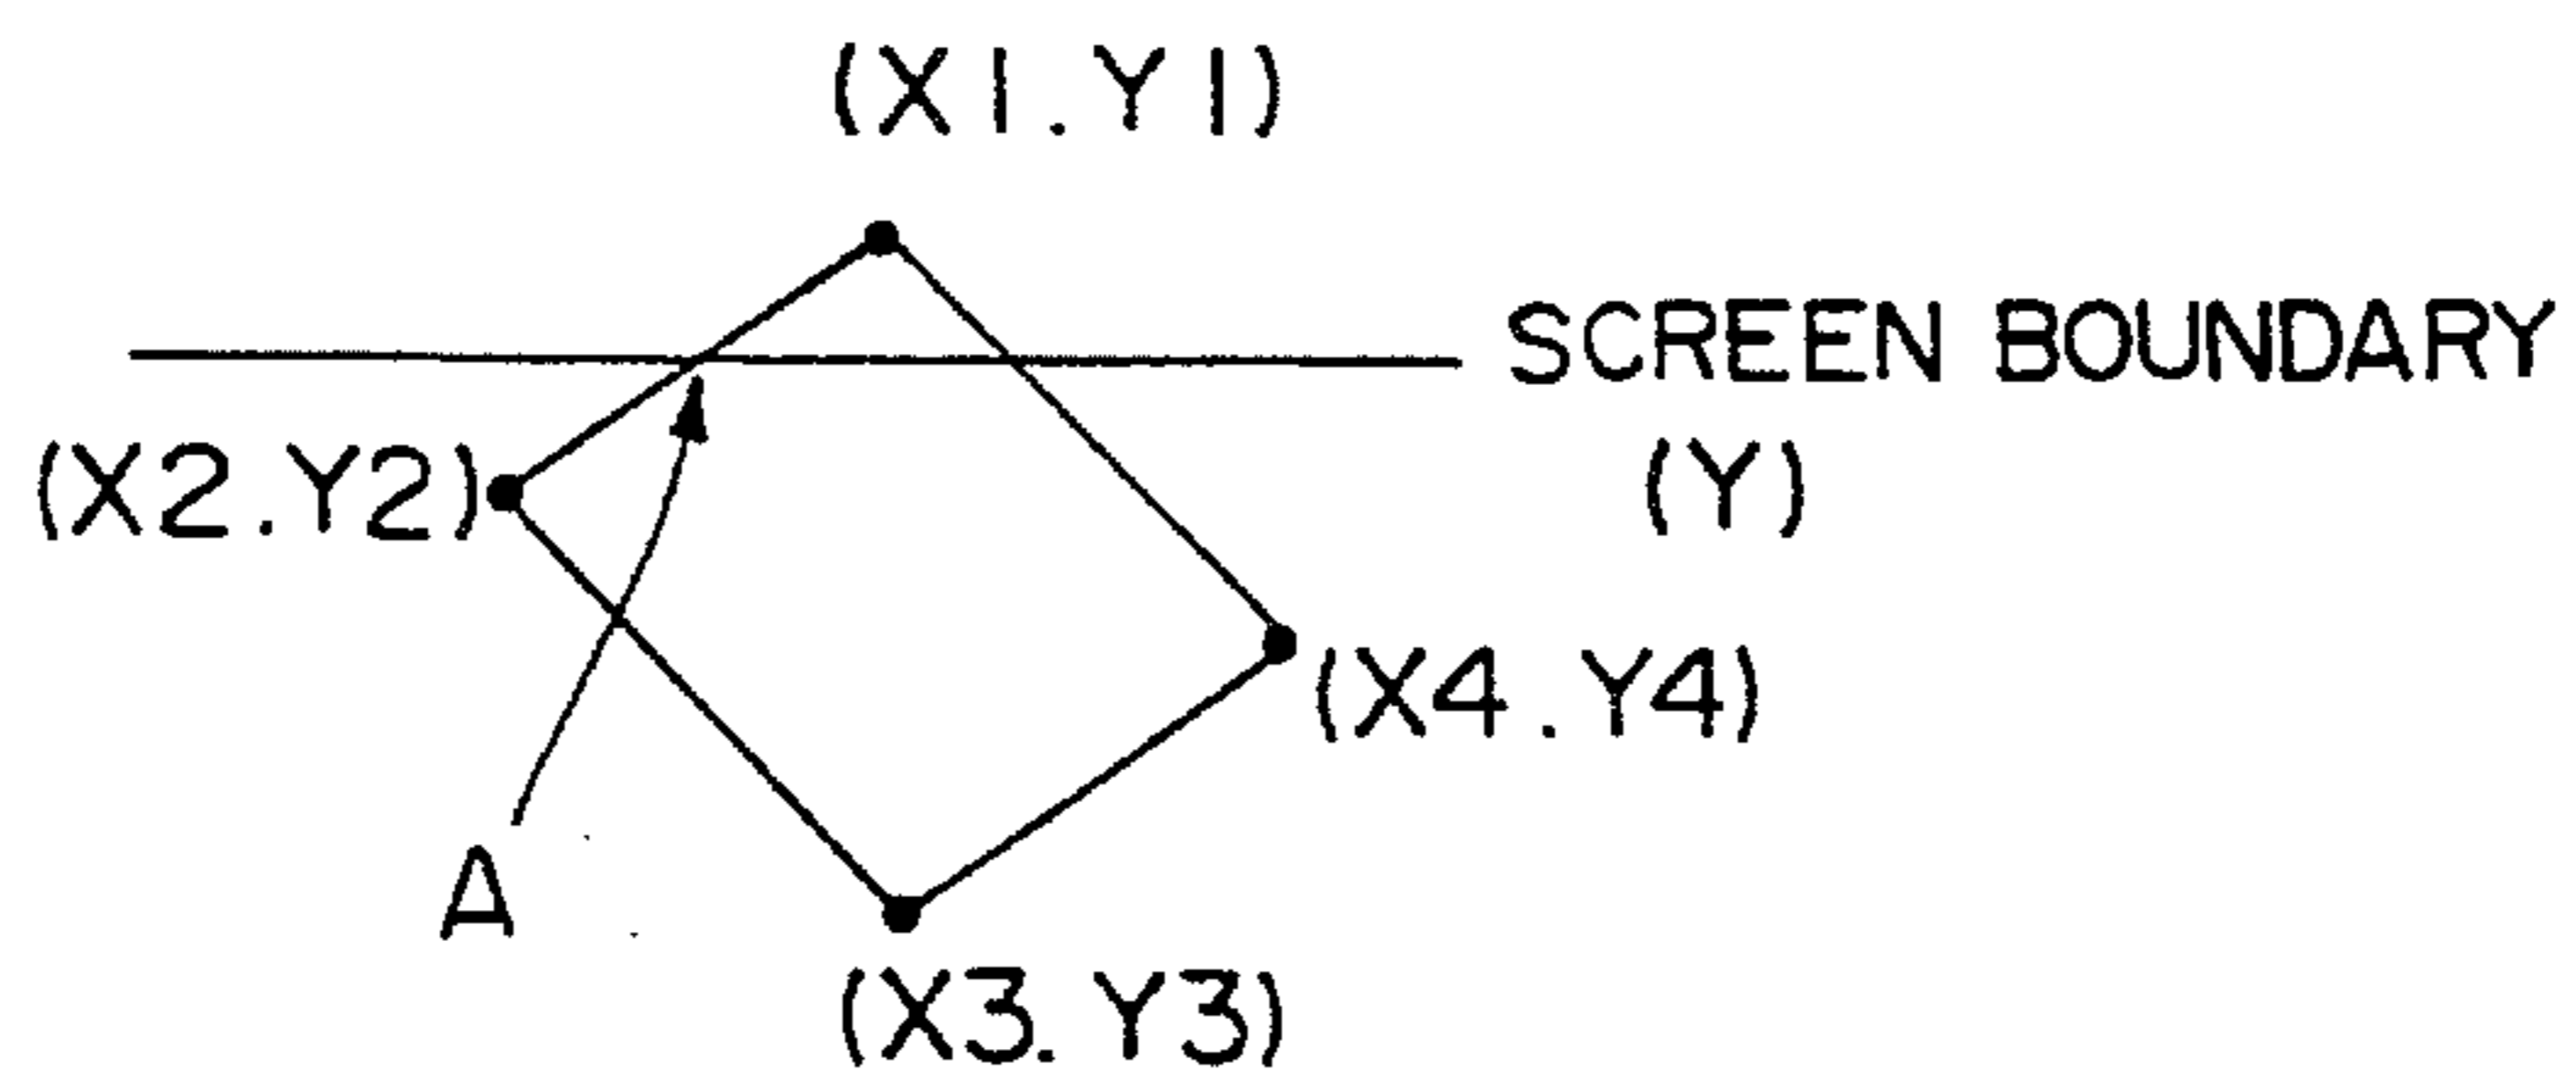 (X1.Y1)
SCREEN BOUNDARY
(Y)
(X2.Y2)
(X4.Y4)
A
(X3.Y3)